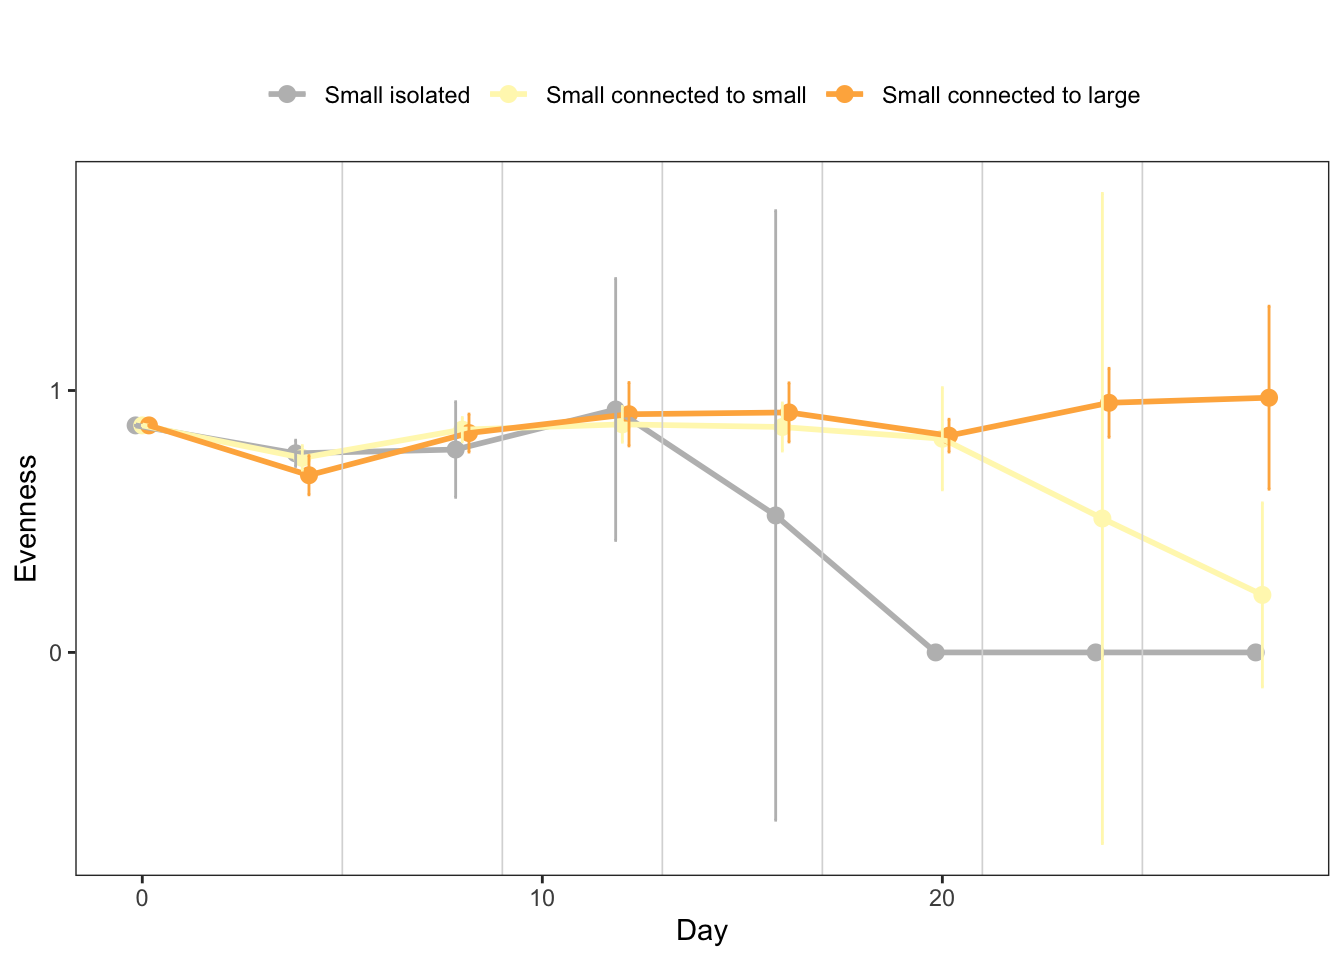 Small isolated Small connected to small Small connected to large
Evenness
1
0
0 10 20
Day